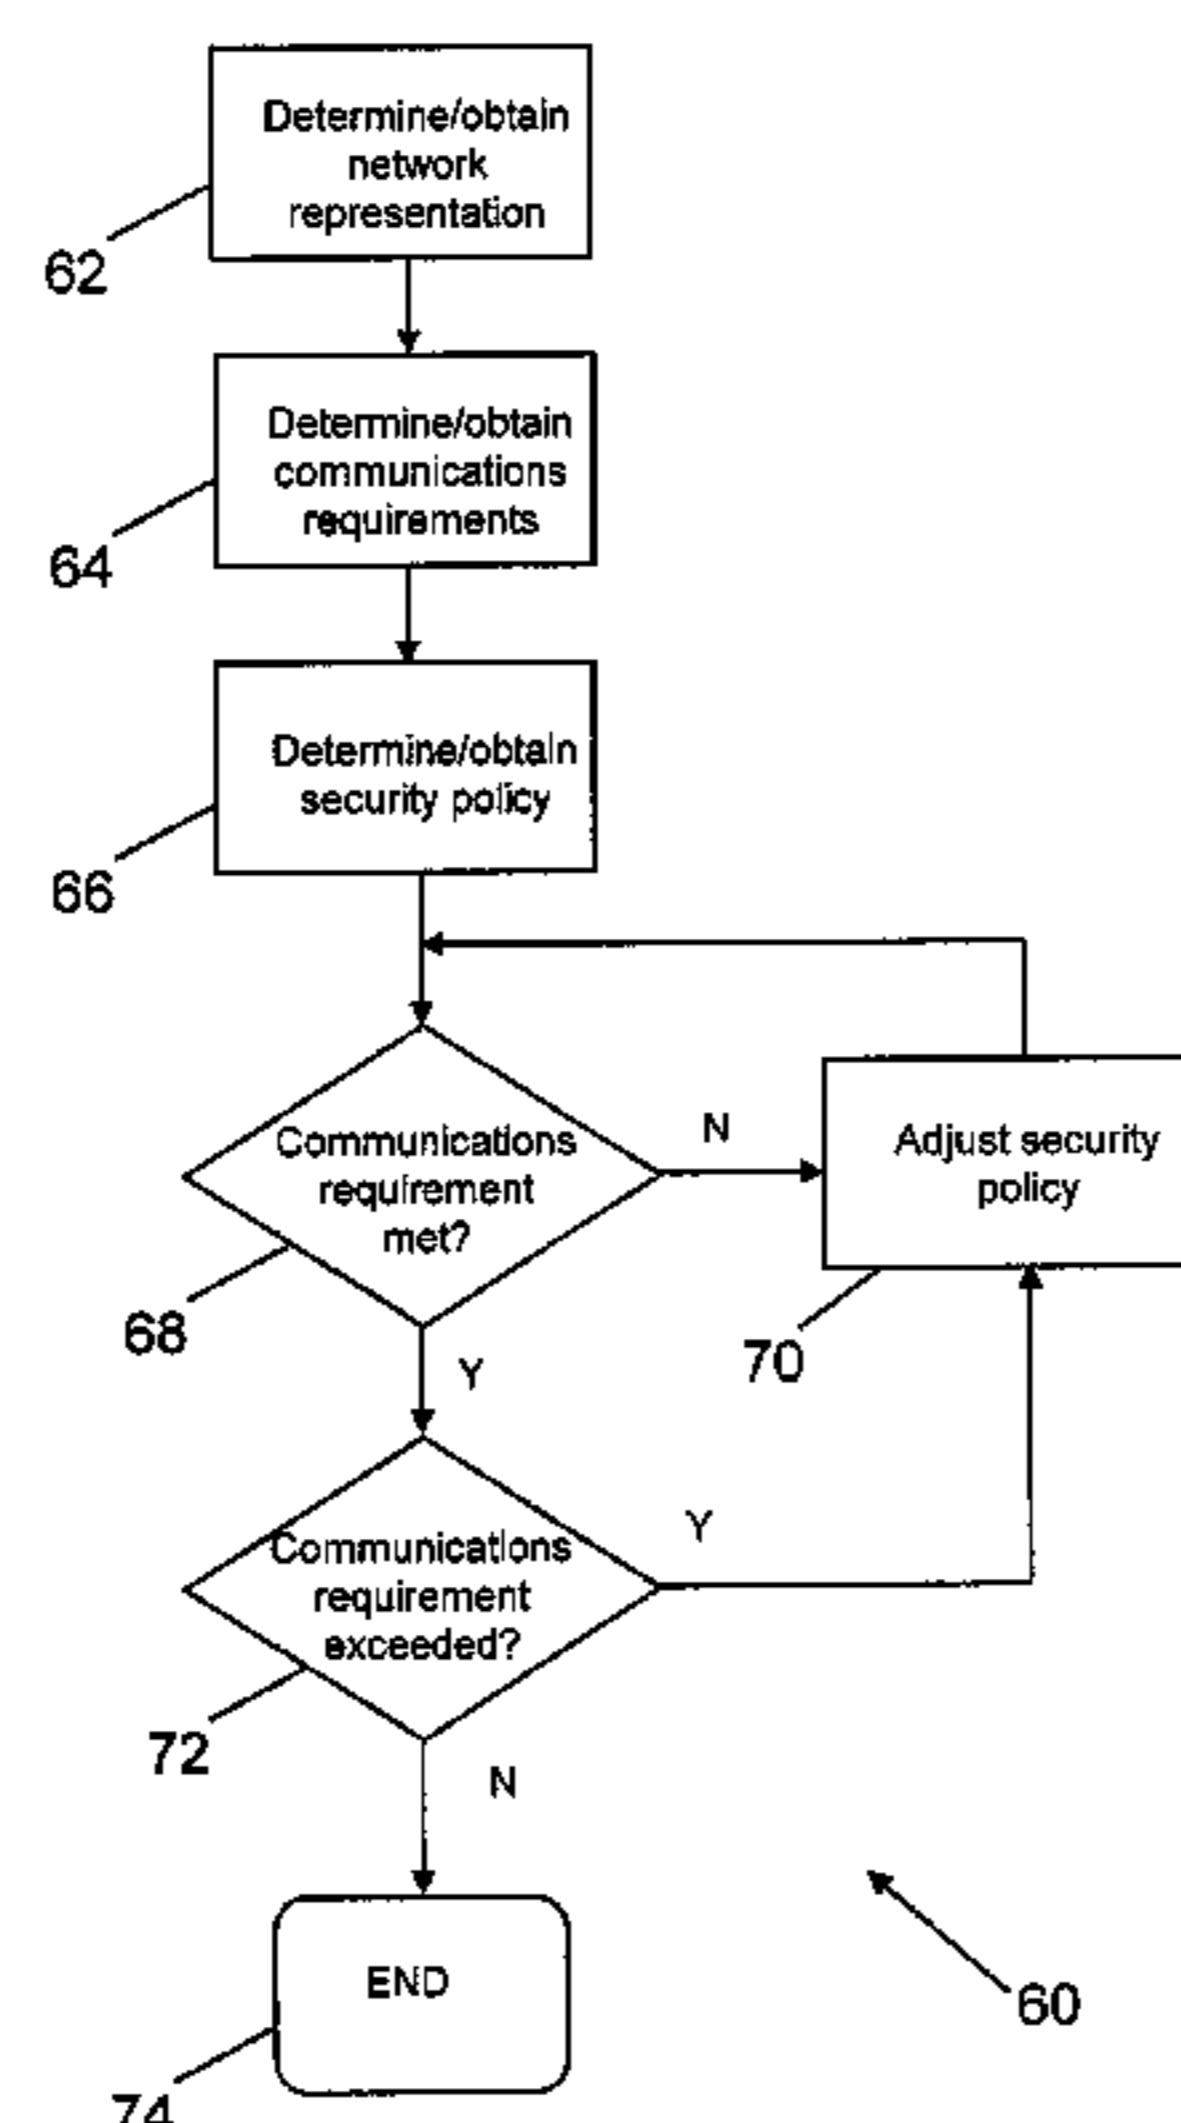 Determine/obtain
network
representation
62
Determine/obtain
communications
requirements
64
Determine/obtain
security policy
66
Communications
requirement
met?
68
N
Adjust security
policy
70
Y
Communications
requirement
exceeded?
72
Y
N
END
74
60